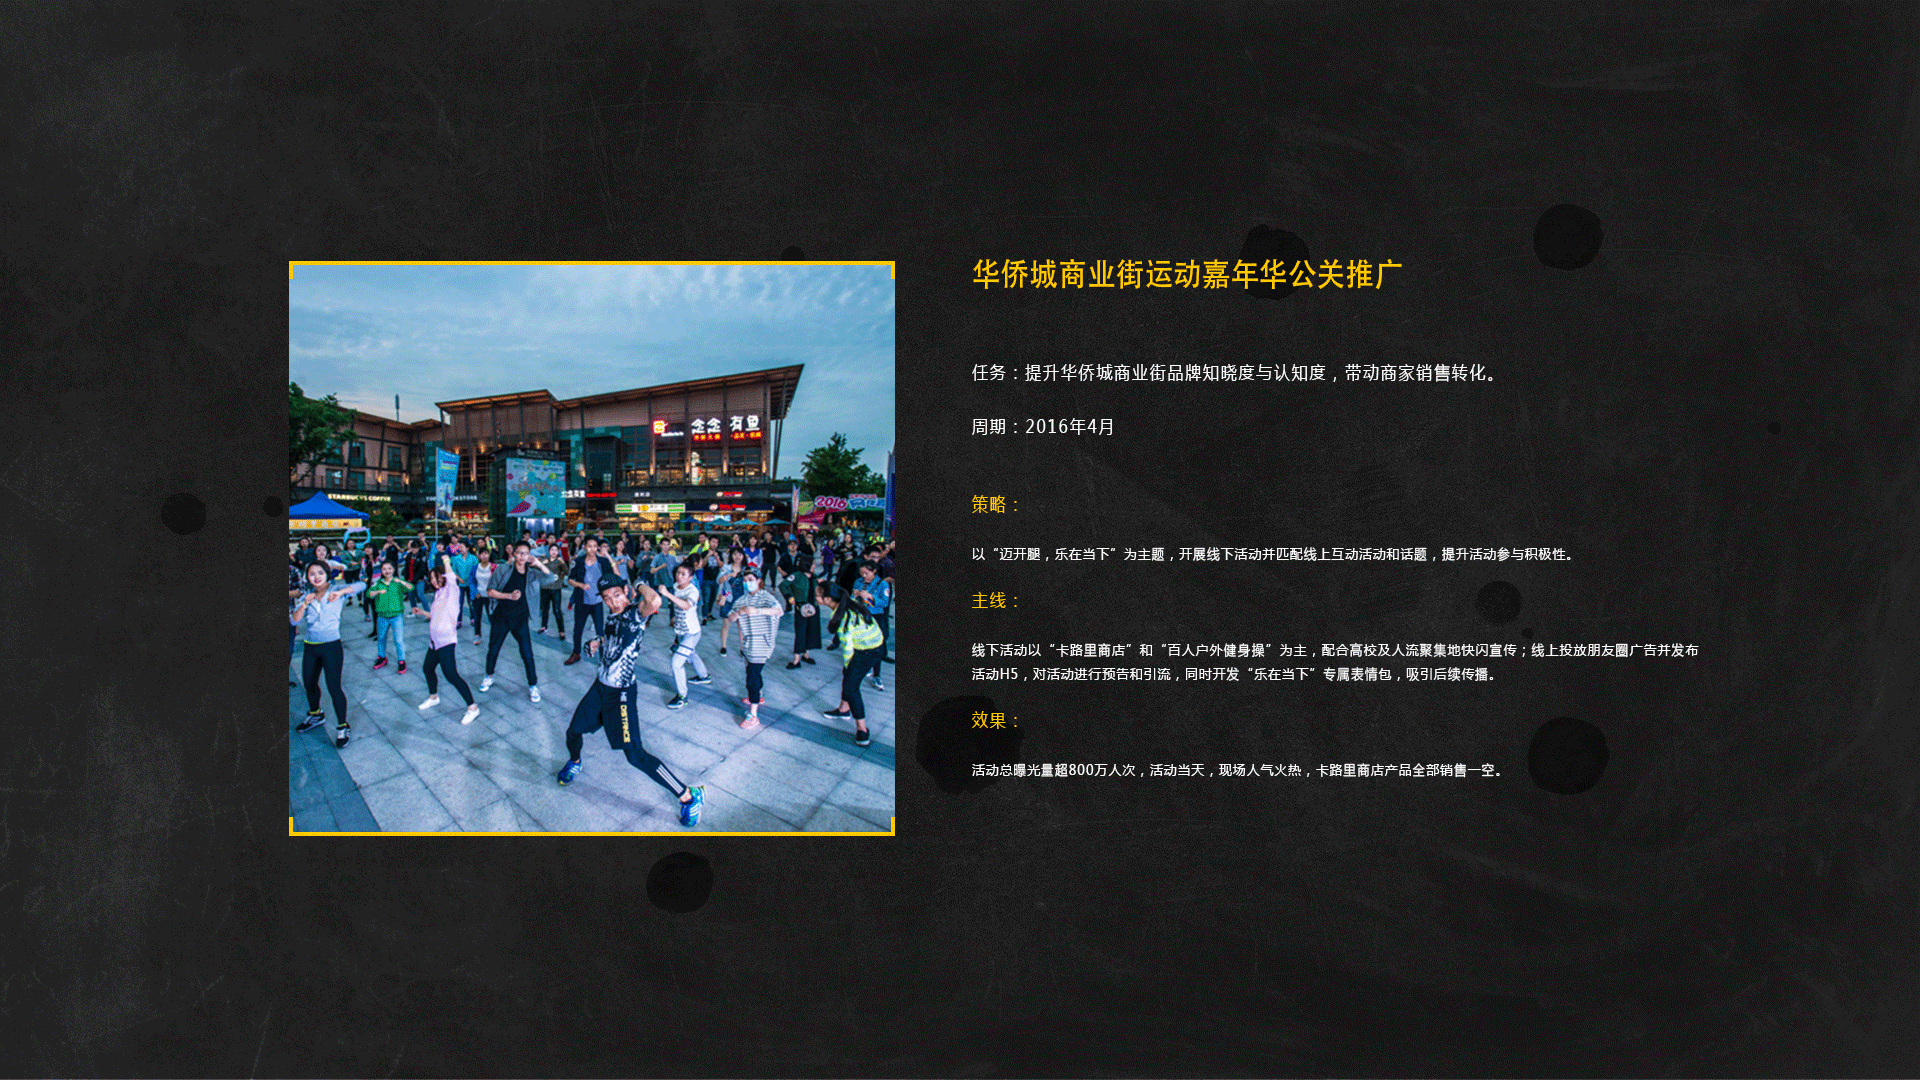 念念有鱼
STARBUCKS COFFEE
2016
DISTANCE
华侨城商业街运动嘉年华公关推广
任务：提升华侨城商业街品牌知晓度与认知度，带动商家销售转化。
周期：2016年4月
策略：
以“迈开腿，乐在当下”为主题，开展线下活动并匹配线上互动活动和话题，提升活动参与积极性。
主线：
线下活动以“卡路里商店”和“百人户外健身操”为主，配合高校及人流聚集地快闪宣传；线上投放朋友圈广告并发布
活动H5，对活动进行预告和引流，同时开发“乐在当下”专属表情包，吸引后续传播。
效果：
活动总曝光量超800万人次，活动当天，现场人气火热，卡路里商店产品全部销售一空。